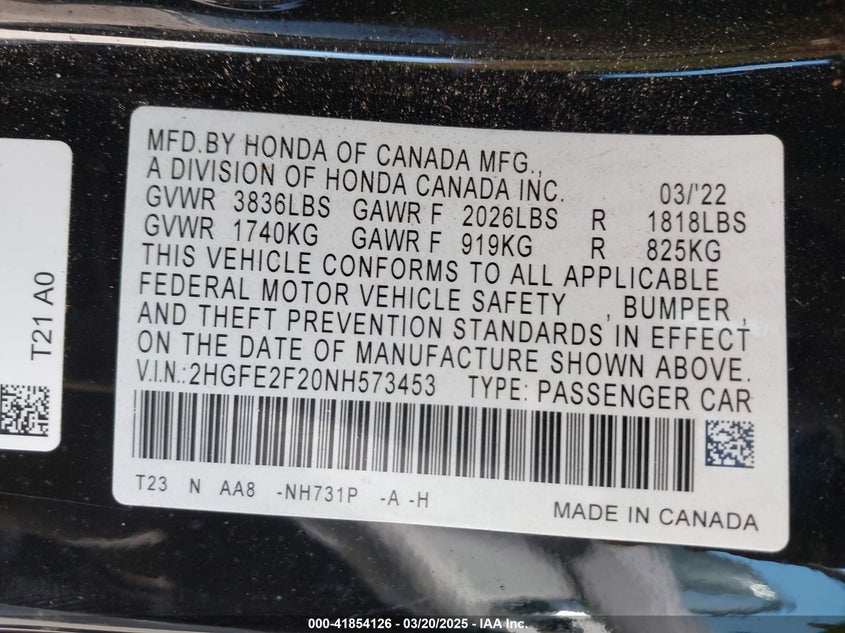 MFD.BY HONDA OF CANADA MFG.,
A DIVISION OF HONDA CANADA INC. 03/'22
GVWR 3836LBS GAWR F 2026LBS R 1818LBS
GVWR 1740KG GAWR F 919KG R 825KG
THIS VEHICLE CONFORMS TO ALL APPLICABLE
FEDERAL MOTOR VEHICLE SAFETY , BUMPER ,
AND THEFT PREVENTION STANDARDS IN EFFECT
ON THE DATE OF MANUFACTURE SHOWN ABOVE.
V.I.N.:2HGFE2F20NH573453 TYPE: PASSENGER CAR
T23 N AA8 -NH731P -A -H
MADE IN CANADA
T21 A0
000-41854126 - 03/20/2025 - IAA Inc.